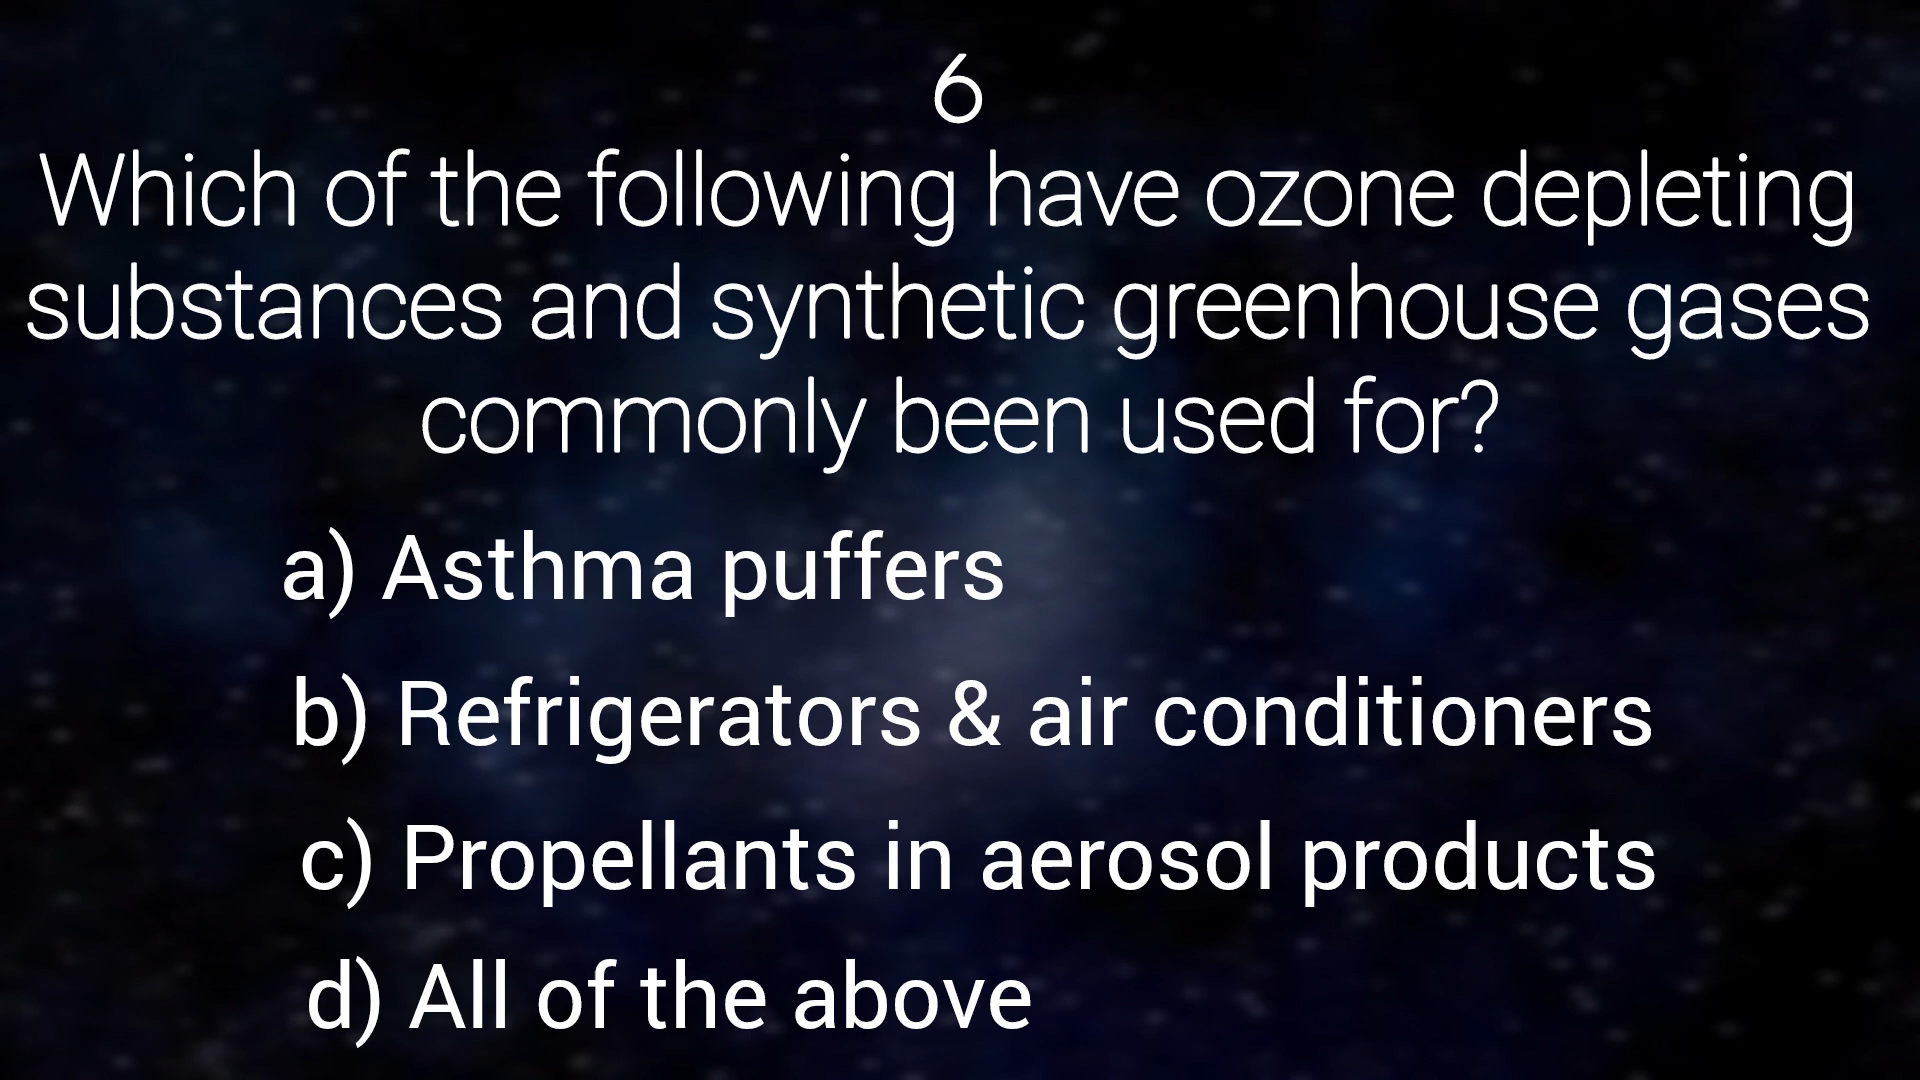 6
Which of the following have ozone depleting
substances and synthetic greenhouse gases
commonly been used for?
a) Asthma puffers
b) Refrigerators & air conditioners
c) Propellants in aerosol products
d) All of the above